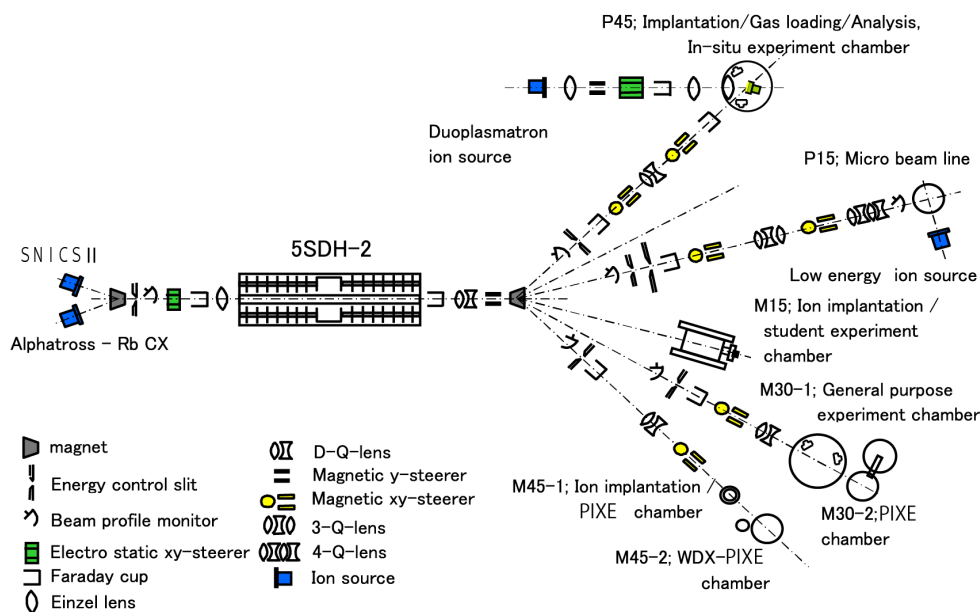 P45; Implantation/Gas loading/Analysis,
In-situ experiment chamber
Duoplasmatron
ion source
P15; Micro beam line
5SDH-2
SNICSⅡ
Low energy ion source
M15; Ion implantation /
student experiment
chamber
Alphatross - Rb CX
M30-1; General purpose
experiment chamber
magnet
Energy control slit
Beam profile monitor
Electro static xy-steerer
Faraday cup
Einzel lens
D-Q-lens
Magnetic y-steerer
Magnetic xy-steerer
3-Q-lens
4-Q-lens
Ion source
M45-1; Ion implantation
PIXE chamber
M30-2;PIXE
chamber
M45-2; WDX-PIXE
chamber